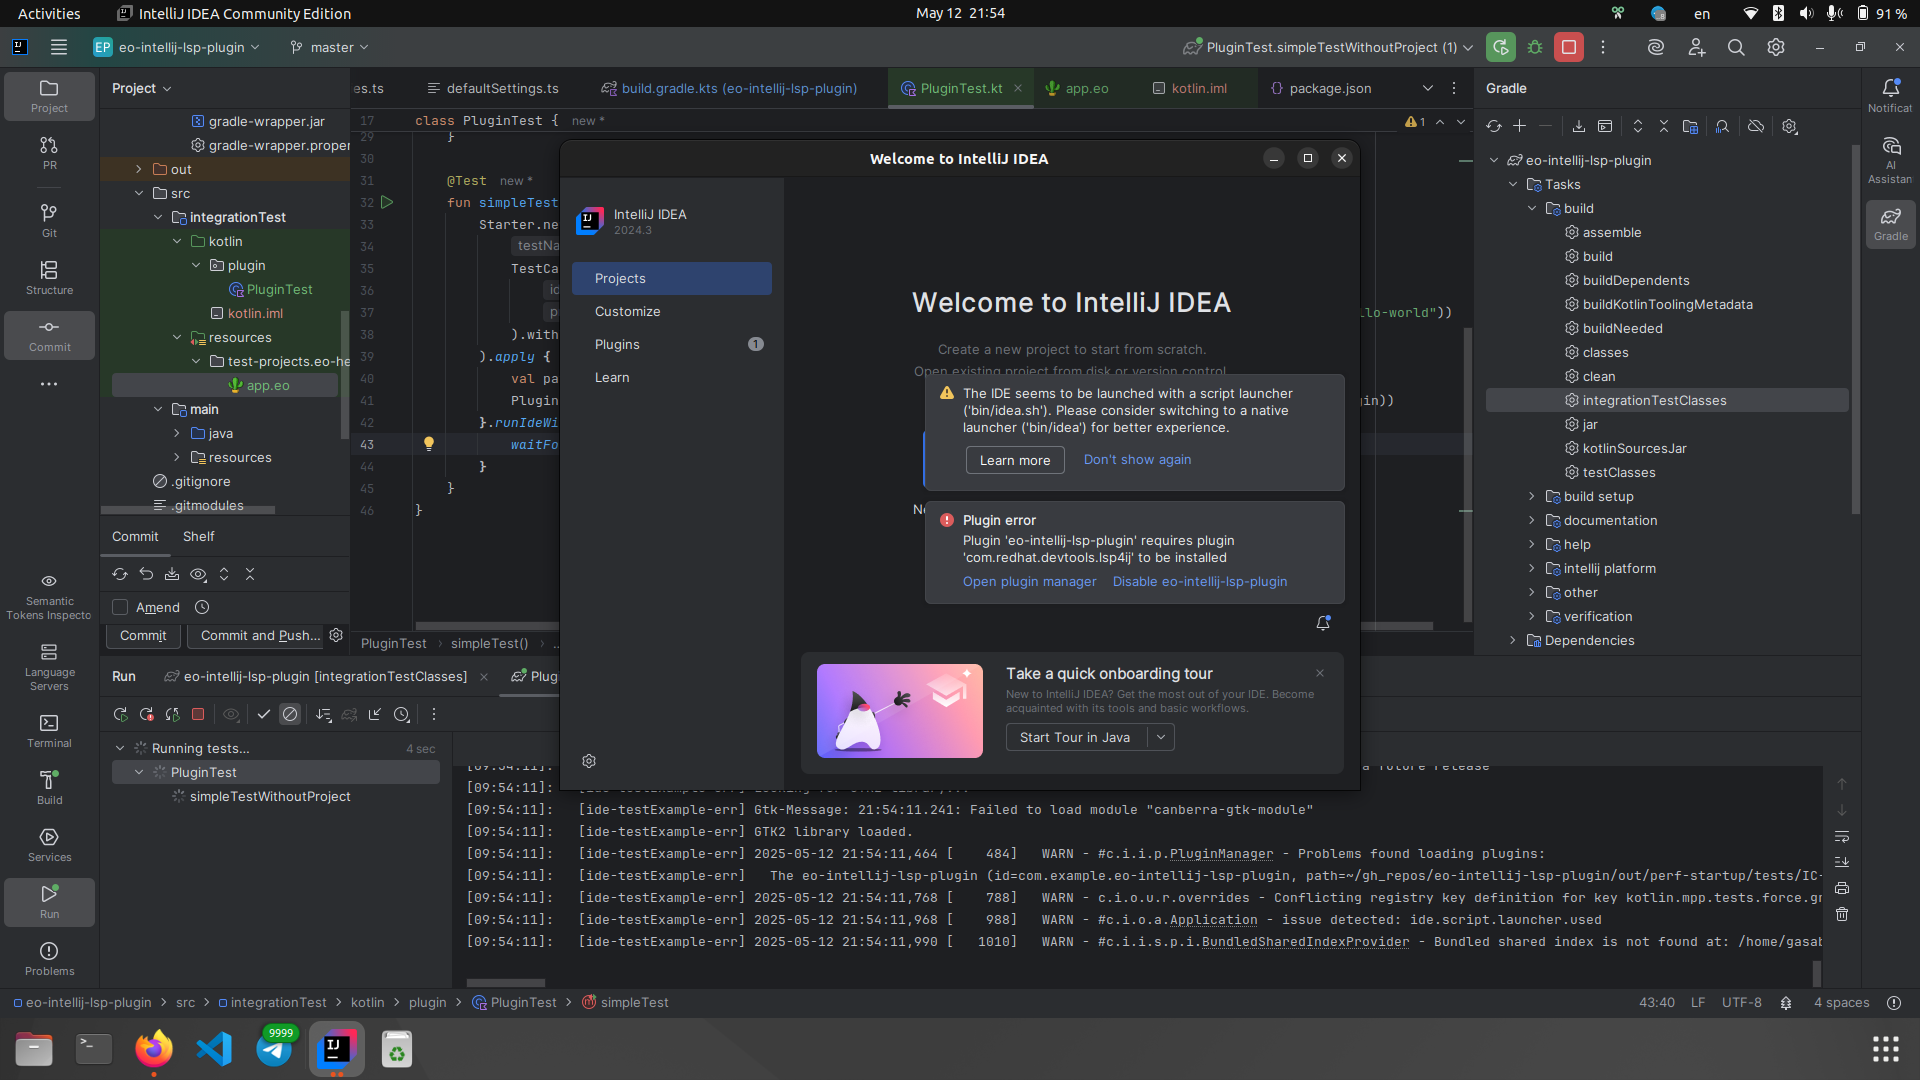 Activities
IntelliJ IDEA Community Edition
May 12 21:54
en
91 %
EP eo-intellij-lsp-plugin
master
PluginTest.simpleTestWithoutProject (1)
Project
PR
Git
Structure
Commit
Semantic
Tokens Inspecto
Language
Servers
Terminal
Build
Services
Run
Problems
Project
gradle-wrapper.jar
gradle-wrapper.proper
out
src
integrationTest
kotlin
plugin
PluginTest
kotlin.iml
resources
test-projects.eo-he
app.eo
main
java
resources
.gitignore
.gitmodules
Commit
Shelf
Amend
Commit
Commit and Push...
es.ts
defaultSettings.ts
build.gradle.kts (eo-intellij-lsp-plugin)
PluginTest.kt
app.eo
kotlin.iml
package.json
17 class PluginTest { new *
1
29 }
30
31 @Test new *
32 fun simpleTest
33 Starter.ne
34 testNa
35 TestCa
36 id
37 p llo-world"))
38 ).with
39 ).apply {
40 val pa
41 Plugin gin))
42 }.runIdeWi
43 waitFo
44 }
45 }
46 }
PluginTest
simpleTest()
Welcome to IntelliJ IDEA
IntelliJ IDEA
2024.3
Projects
Customize
Plugins 1
Learn
Welcome to IntelliJ IDEA
Create a new project to start from scratch.
Open existing project from disk or version control.
The IDE seems to be launched with a script launcher
('bin/idea.sh'). Please consider switching to a native
launcher ('bin/idea') for better experience.
Learn more
Don't show again
Plugin error
Plugin 'eo-intellij-lsp-plugin' requires plugin
'com.redhat.devtools.lsp4ij' to be installed
Open plugin manager
Disable eo-intellij-lsp-plugin
Take a quick onboarding tour
New to IntelliJ IDEA? Get the most out of your IDE. Become
acquainted with its tools and basic workflows.
Start Tour in Java
Gradle
eo-intellij-lsp-plugin
Tasks
build
assemble
build
buildDependents
buildKotlinToolingMetadata
buildNeeded
classes
clean
integrationTestClasses
jar
kotlinSourcesJar
testClasses
build setup
documentation
help
intellij platform
other
verification
Dependencies
Notificat
AI
Assistan
Gradle
Run
eo-intellij-lsp-plugin [integrationTestClasses]
Plug
Running tests... 4 sec
PluginTest
simpleTestWithoutProject
[09:54:11]: a future release
[09:54:11]:
[09:54:11]: [ide-testExample-err] Gtk-Message: 21:54:11.241: Failed to load module "canberra-gtk-module"
[09:54:11]: [ide-testExample-err] GTK2 library loaded.
[09:54:11]: [ide-testExample-err] 2025-05-12 21:54:11,464 [ 484] WARN - #c.i.i.p.PluginManager - Problems found loading plugins:
[09:54:11]: [ide-testExample-err] The eo-intellij-lsp-plugin (id=com.example.eo-intellij-lsp-plugin, path=~/gh_repos/eo-intellij-lsp-plugin/out/perf-startup/tests/IC-
[09:54:11]: [ide-testExample-err] 2025-05-12 21:54:11,768 [ 788] WARN - c.i.o.u.r.overrides - Conflicting registry key definition for key kotlin.mpp.tests.force.gr
[09:54:11]: [ide-testExample-err] 2025-05-12 21:54:11,968 [ 988] WARN - #c.i.o.a.Application - issue detected: ide.script.launcher.used
[09:54:11]: [ide-testExample-err] 2025-05-12 21:54:11,990 [ 1010] WARN - #c.i.i.s.p.i.BundledSharedIndexProvider - Bundled shared index is not found at: /home/gasab
eo-intellij-lsp-plugin
src
integrationTest
kotlin
plugin
PluginTest
simpleTest
43:40
LF
UTF-8
4 spaces
9999